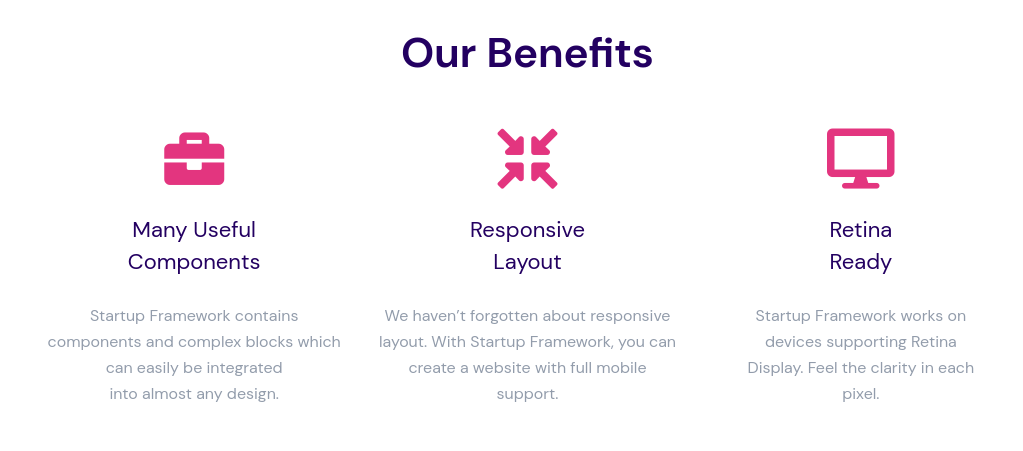 Our Benefits
Many Useful
Components
Startup Framework contains
components and complex blocks which
can easily be integrated
into almost any design.
Responsive
Layout
We haven’t forgotten about responsive
layout. With Startup Framework, you can
create a website with full mobile
support.
Retina
Ready
Startup Framework works on
devices supporting Retina
Display. Feel the clarity in each
pixel.